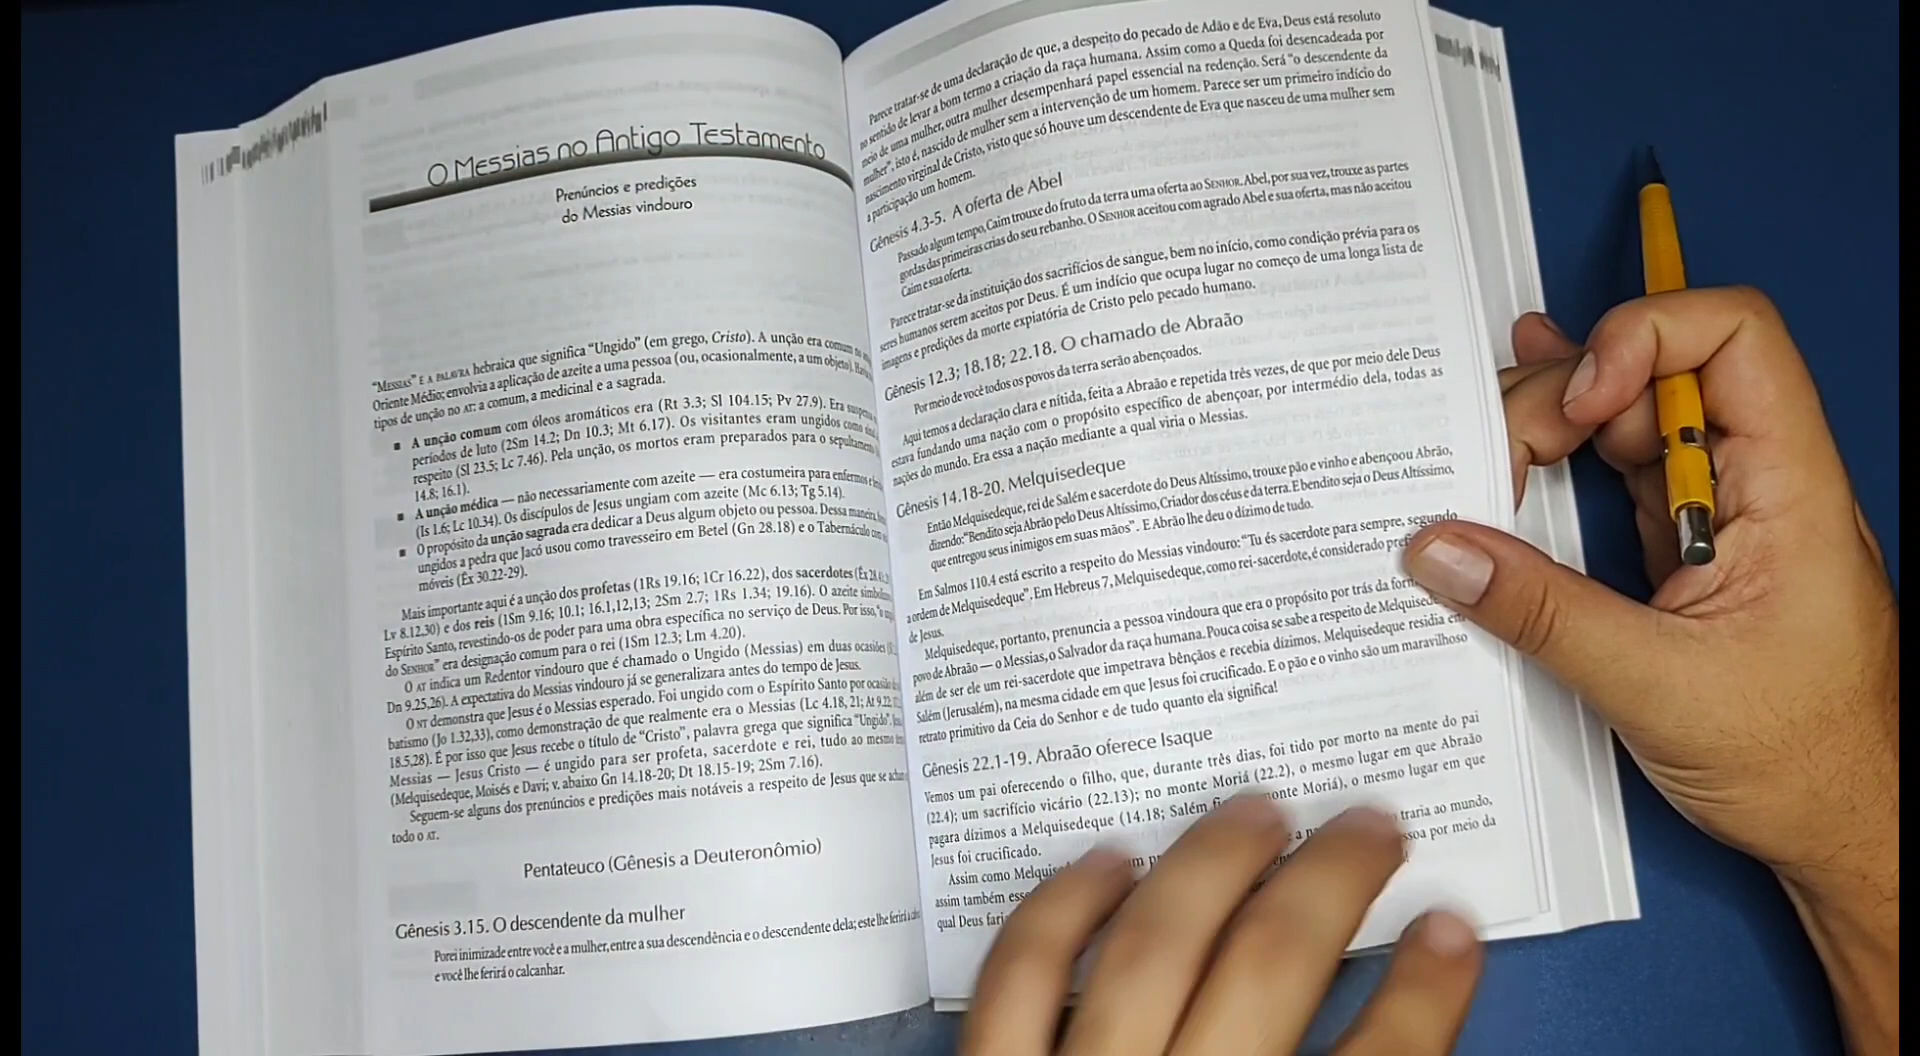 O Messias no Antigo Testamento
Prenúncios e predições
do Messias vindouro
“Messias” é a palavra hebraica que significa “Ungido” (em grego, Cristo). A unção era comum no
Oriente Médio; envolvia a aplicação de azeite a uma pessoa (ou, ocasionalmente, a um objeto).
tipos de unção no AT: a comum, a medicinal e a sagrada.
■ A unção comum com óleos aromáticos era (Rt 3.3; Sl 104.15; Pv 27.9). Era
períodos de luto (2Sm 14.2; Dn 10.3; Mt 6.17). Os visitantes eram ungidos como
respeito (Sl 23.5; Lc 7.46). Pela unção, os mortos eram preparados para o sepultamento
14.8; 16.1).
■ A unção médica — não necessariamente com azeite — era costumeira para enfermos e
(Is 1.6; Lc 10.34). Os discípulos de Jesus ungiam com azeite (Mc 6.13; Tg 5.14).
■ O propósito da unção sagrada era dedicar a Deus algum objeto ou pessoa. Dessa maneira,
ungidos a pedra que Jacó usou como travesseiro em Betel (Gn 28.18) e o Tabernáculo com
móveis (Êx 30.22-29).
Mais importante aqui é a unção dos profetas (1Rs 19.16; 1Cr 16.22), dos sacerdotes (Êx
Lv 8.12,30) e dos reis (1Sm 9.16; 10.1; 16.1,12,13; 2Sm 2.7; 1Rs 1.34; 19.16). O azeite
Espírito Santo, revestindo-os de poder para uma obra específica no serviço de Deus. Por isso,
do Senhor” era designação comum para o rei (1Sm 12.3; Lm 4.20).
O AT indica um Redentor vindouro que é chamado o Ungido (Messias) em duas ocasiões
Dn 9.25,26). A expectativa do Messias vindouro já se generalizara antes do tempo de Jesus.
O NT demonstra que Jesus é o Messias esperado. Foi ungido com o Espírito Santo por ocasião
batismo (Jo 1.32,33), como demonstração de que realmente era o Messias (Lc 4.18, 21; At 9.22;
18.5,28). É por isso que Jesus recebe o título de “Cristo”, palavra grega que significa “Ungido”.
Messias — Jesus Cristo — é ungido para ser profeta, sacerdote e rei, tudo ao mesmo
(Melquisedeque, Moisés e Davi; v. abaixo Gn 14.18-20; Dt 18.15-19; 2Sm 7.16).
Seguem-se alguns dos prenúncios e predições mais notáveis a respeito de Jesus que se
todo o AT.
Pentateuco (Gênesis a Deuteronômio)
Gênesis 3.15. O descendente da mulher
Porei inimizade entre você e a mulher, entre a sua descendência e o descendente dela; este lhe ferirá
e você lhe ferirá o calcanhar.
Parece tratar-se de uma declaração de que, a despeito do pecado de Adão e de Eva, Deus está resoluto
no sentido de levar a bom termo a criação da raça humana. Assim como a Queda foi desencadeada por
meio de uma mulher, outra mulher desempenhará papel essencial na redenção. Será “o descendente da
mulher”, isto é, nascido de mulher sem a intervenção de um homem. Parece ser um primeiro indício do
nascimento virginal de Cristo, visto que só houve um descendente de Eva que nasceu de uma mulher sem
a participação um homem.
Gênesis 4.3-5. A oferta de Abel
Passado algum tempo, Caim trouxe do fruto da terra uma oferta ao Senhor. Abel, por sua vez, trouxe as partes
gordas das primeiras crias do seu rebanho. O Senhor aceitou com agrado Abel e sua oferta, mas não aceitou
Caim e sua oferta.
Parece tratar-se da instituição dos sacrifícios de sangue, bem no início, como condição prévia para os
seres humanos serem aceitos por Deus. É um indício que ocupa lugar no começo de uma longa lista de
imagens e predições da morte expiatória de Cristo pelo pecado humano.
Gênesis 12.3; 18.18; 22.18. O chamado de Abraão
Por meio de você todos os povos da terra serão abençoados.
Aqui temos a declaração clara e nítida, feita a Abraão e repetida três vezes, de que por meio dele Deus
estava fundando uma nação com o propósito específico de abençoar, por intermédio dela, todas as
nações do mundo. Era essa a nação mediante a qual viria o Messias.
Gênesis 14.18-20. Melquisedeque
Então Melquisedeque, rei de Salém e sacerdote do Deus Altíssimo, trouxe pão e vinho e abençoou Abrão,
dizendo: “Bendito seja Abrão pelo Deus Altíssimo, Criador dos céus e da terra. E bendito seja o Deus Altíssimo,
que entregou seus inimigos em suas mãos”. E Abrão lhe deu o dízimo de tudo.
Em Salmos 110.4 está escrito a respeito do Messias vindouro: “Tu és sacerdote para sempre, segundo
a ordem de Melquisedeque”. Em Hebreus 7, Melquisedeque, como rei-sacerdote, é considerado
de Jesus.
Melquisedeque, portanto, prenuncia a pessoa vindoura que era o propósito por trás da
povo de Abraão — o Messias, o Salvador da raça humana. Pouca coisa se sabe a respeito de
além de ser ele um rei-sacerdote que impetrava bênçãos e recebia dízimos. Melquisedeque residia em
Salém (Jerusalém), na mesma cidade em que Jesus foi crucificado. E o pão e o vinho são um maravilhoso
retrato primitivo da Ceia do Senhor e de tudo quanto ela significa!
Gênesis 22.1-19. Abraão oferece Isaque
Vemos um pai oferecendo o filho, que, durante três dias, foi tido por morto na mente do pai
(22.4); um sacrifício vicário (22.13); no monte Moriá (22.2), o mesmo lugar em que Abraão
pagara dízimos a Melquisedeque (14.18; Salém monte Moriá), o mesmo lugar em que
Jesus foi crucificado.
Assim como traria ao mundo,
assim também por meio da
qual Deus